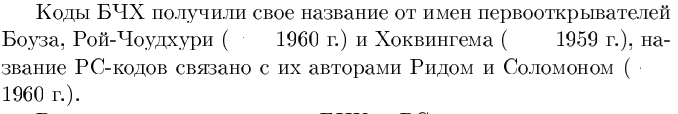 Коды БЧХ получили свое название от имен первооткрывателей
Боуза, Рой-Чоудхури ( 1960 г.) и Хоквингема ( 1959 г.), на-
звание РС-кодов связано с их авторами Ридом и Соломоном (
1960 г.).